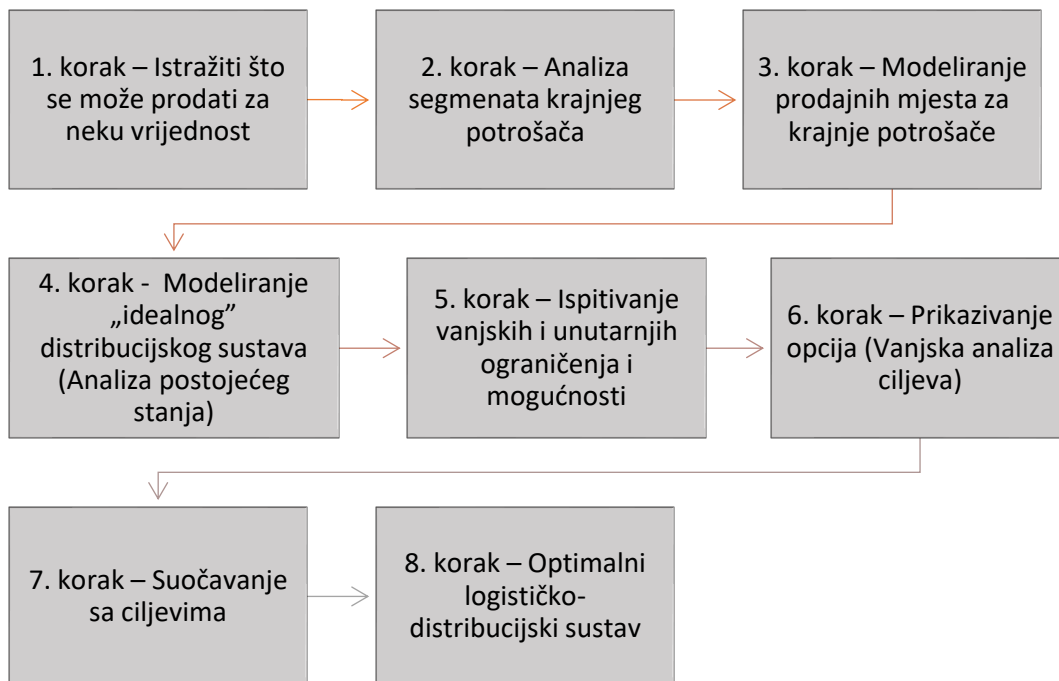 1. korak – Istražiti što
se može prodati za
neku vrijednost
2. korak – Analiza
segmenata krajnjeg
potrošača
3. korak – Modeliranje
prodajnih mjesta za
krajnje potrošače
4. korak - Modeliranje
„idealnog”
distribucijskog sustava
(Analiza postojećeg
stanja)
5. korak – Ispitivanje
vanjskih i unutarnjih
ograničenja i
mogućnosti
6. korak – Prikazivanje
opcija (Vanjska analiza
ciljeva)
7. korak – Suočavanje
sa ciljevima
8. korak – Optimalni
logističko-
distribucijski sustav